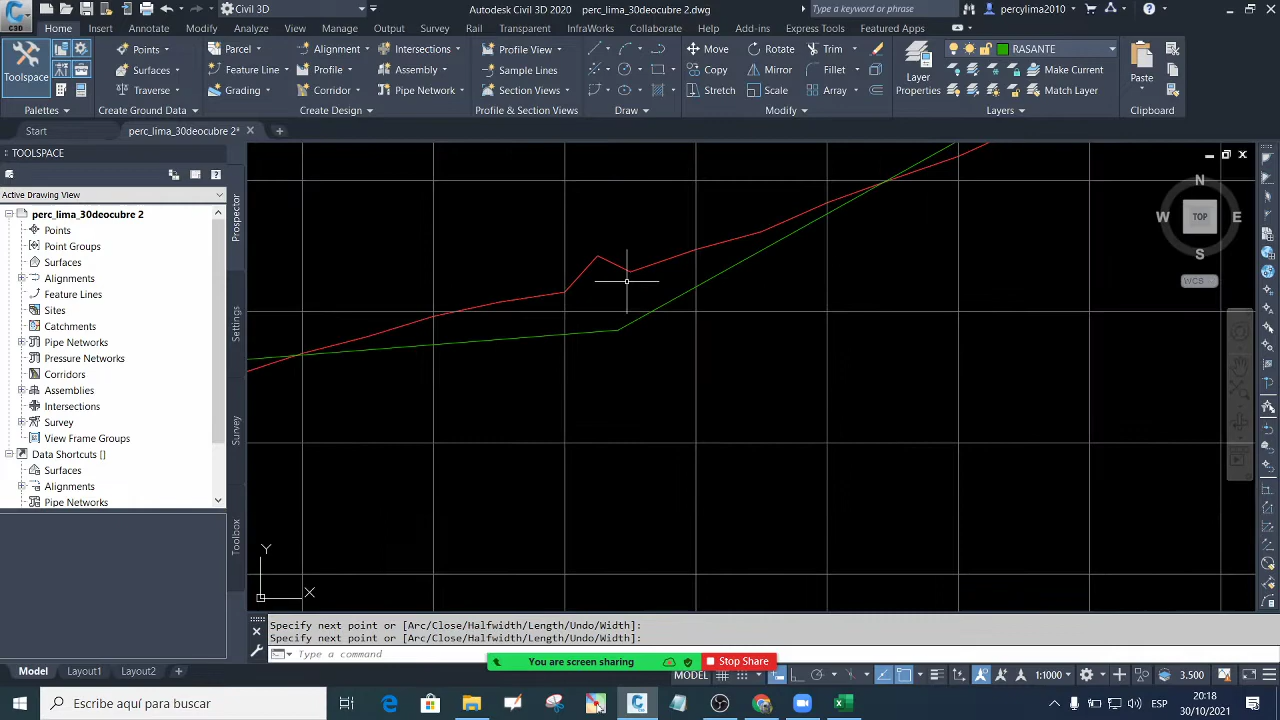 C3D
Civil 3D
Autodesk Civil 3D 2021
perc_lima_30deocubre 2.dwg
Type a keyword or phrase
percylima2010
Home
Insert
Annotate
Modify
Analyze
View
Manage
Output
Survey
Rail
Transparent
InfraWorks
Collaborate
Help
Add-ins
Express Tools
Featured Apps
Toolspace
Palettes
Points
Surfaces
Traverse
Create Ground Data
Parcel
Feature Line
Grading
Alignment
Profile
Corridor
Intersections
Assembly
Pipe Network
Create Design
Profile View
Sample Lines
Section Views
Profile & Section Views
Draw
Move
Copy
Stretch
Rotate
Mirror
Scale
Trim
Fillet
Array
Modify
Layer
Properties
RASANTE
Make Current
Match Layer
Layers
Paste
Clipboard
Start
perc_lima_30deocubre 2*
TOOLSPACE
Active Drawing View
perc_lima_30deocubre 2
Points
Point Groups
Surfaces
Alignments
Feature Lines
Sites
Catchments
Pipe Networks
Pressure Networks
Corridors
Assemblies
Intersections
Survey
View Frame Groups
Data Shortcuts []
Surfaces
Alignments
Pipe Networks
Prospector
Settings
Survey
Toolbox
N
W
TOP
E
S
WCS
Y
X
Specify next point or [Arc/Close/Halfwidth/Length/Undo/Width]:
Specify next point or [Arc/Close/Halfwidth/Length/Undo/Width]:
Type a command
You are screen sharing
Stop Share
Model
Layout1
Layout2
MODEL
1:1000
3.500
Escribe aquí para buscar
ESP
20:18
30/10/2021